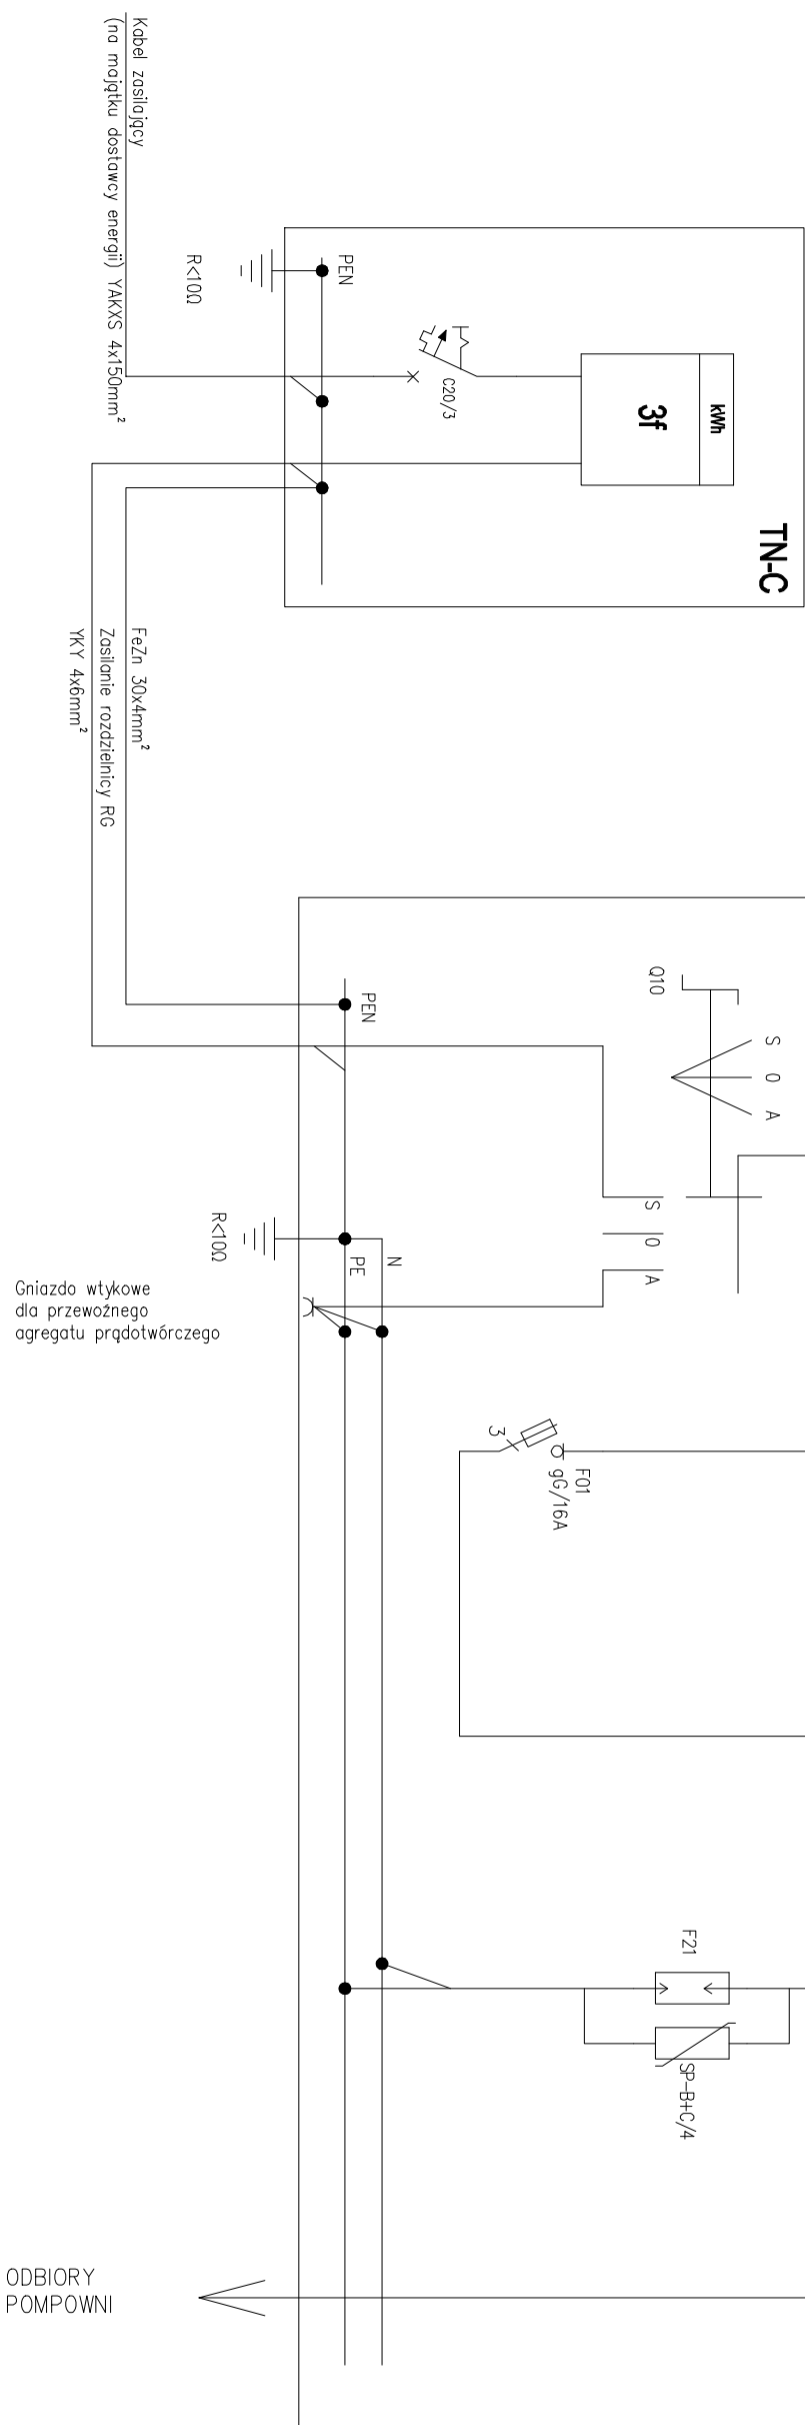 Kabel zasilający
(na majątku dostawcy energii) YAKXS 4x150mm²
R<10Ω
PEN
C20/3
3f
kWh
TN-C
FeZn 30x4mm²
Zasilanie rozdzielnicy RG
YKY 4x6mm²
Q10
S
0
A
PEN
S
0
A
R<10Ω
PE
N
Gniazdo wtykowe
dla przewoźnego
agregatu prądotwórczego
3
F01
gG/16A
F21
SP-B+C/4
ODBIORY
POMPOWNI